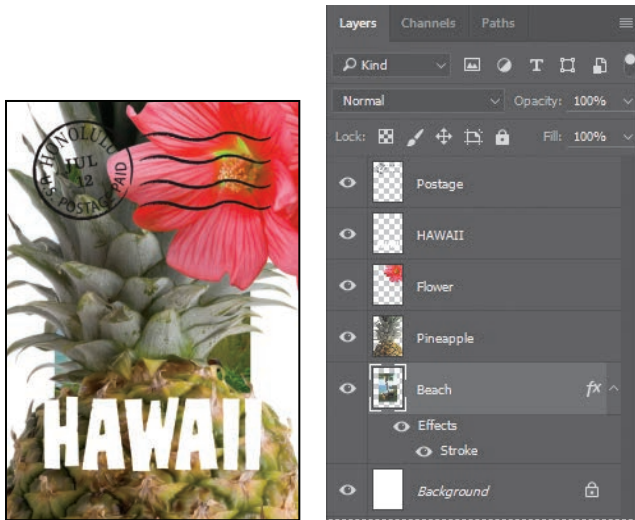 HONOLULU
JUL
12
U.S. POSTAGE PAID
HAWAII
Layers Channels Paths
Kind
Normal Opacity: 100%
Lock: Fill: 100%
Postage
HAWAII
Flower
Pineapple
Beach fx
Effects
Stroke
Background